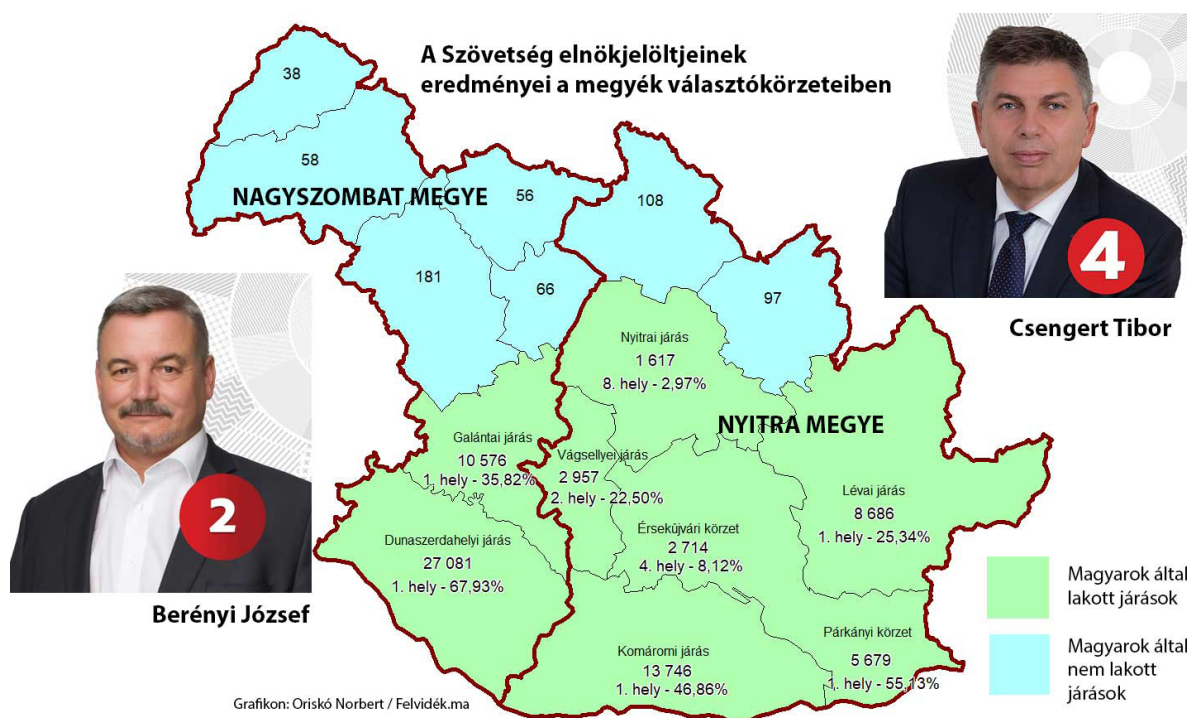 A Szövetség elnökjelöltjeinek
eredményei a megyék választókörzeteiben
38
58
NAGYSZOMBAT MEGYE
56
108
181
66
97
4
Csengert Tibor
2
Berényi József
Nyitrai járás
1 617
8. hely - 2,97%
NYITRA MEGYE
Galántai járás
10 576
1. hely - 35,82%
Vágsellyei járás
2 957
2. hely - 22,50%
Lévai járás
8 686
1. hely - 25,34%
Érsekújvári körzet
2 714
4. hely - 8,12%
Dunaszerdahelyi járás
27 081
1. hely - 67,93%
Komáromi járás
13 746
1. hely - 46,86%
Párkányi körzet
5 679
1. hely - 55,13%
Magyarok által
lakott járások
Magyarok által
nem lakott
járások
Grafikon: Oriskó Norbert / Felvidék.ma